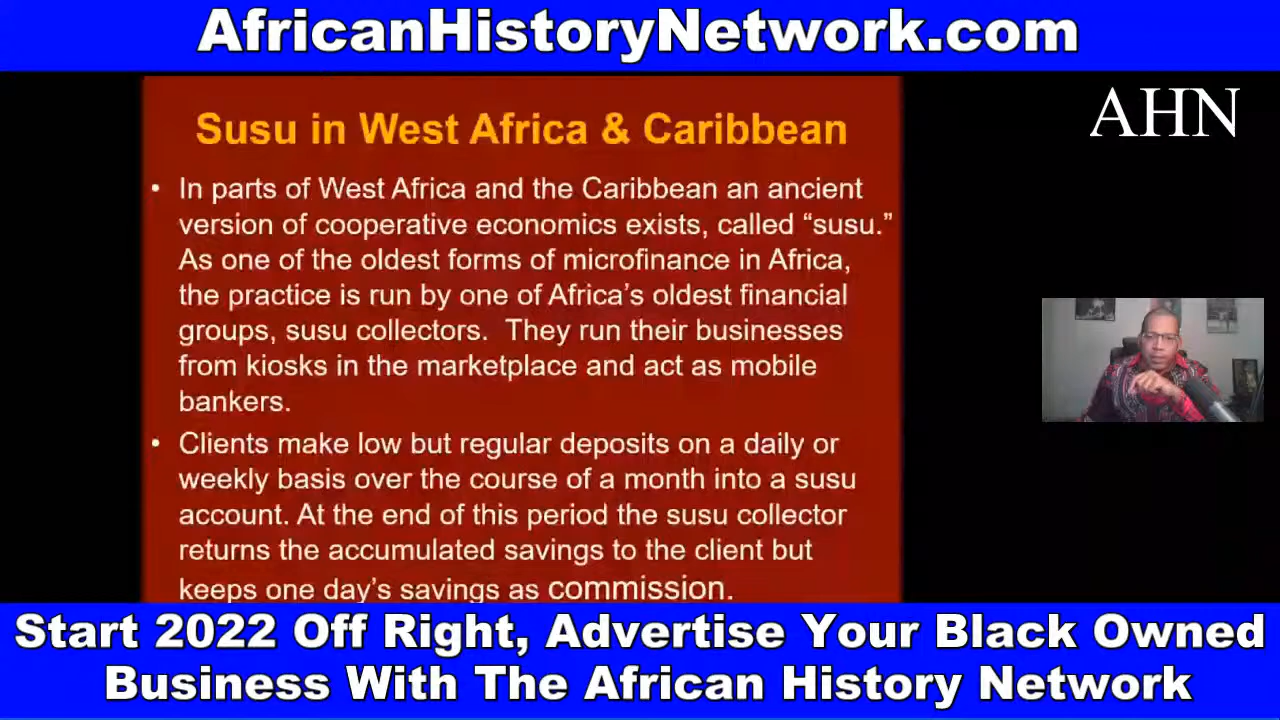 AfricanHistoryNetwork.com
AHN
Susu in West Africa & Caribbean
• In parts of West Africa and the Caribbean an ancient
version of cooperative economics exists, called “susu.”
As one of the oldest forms of microfinance in Africa,
the practice is run by one of Africa’s oldest financial
groups, susu collectors.  They run their businesses
from kiosks in the marketplace and act as mobile
bankers.
• Clients make low but regular deposits on a daily or
weekly basis over the course of a month into a susu
account. At the end of this period the susu collector
returns the accumulated savings to the client but
keeps one day’s savings as commission.
Start 2022 Off Right, Advertise Your Black Owned
Business With The African History Network